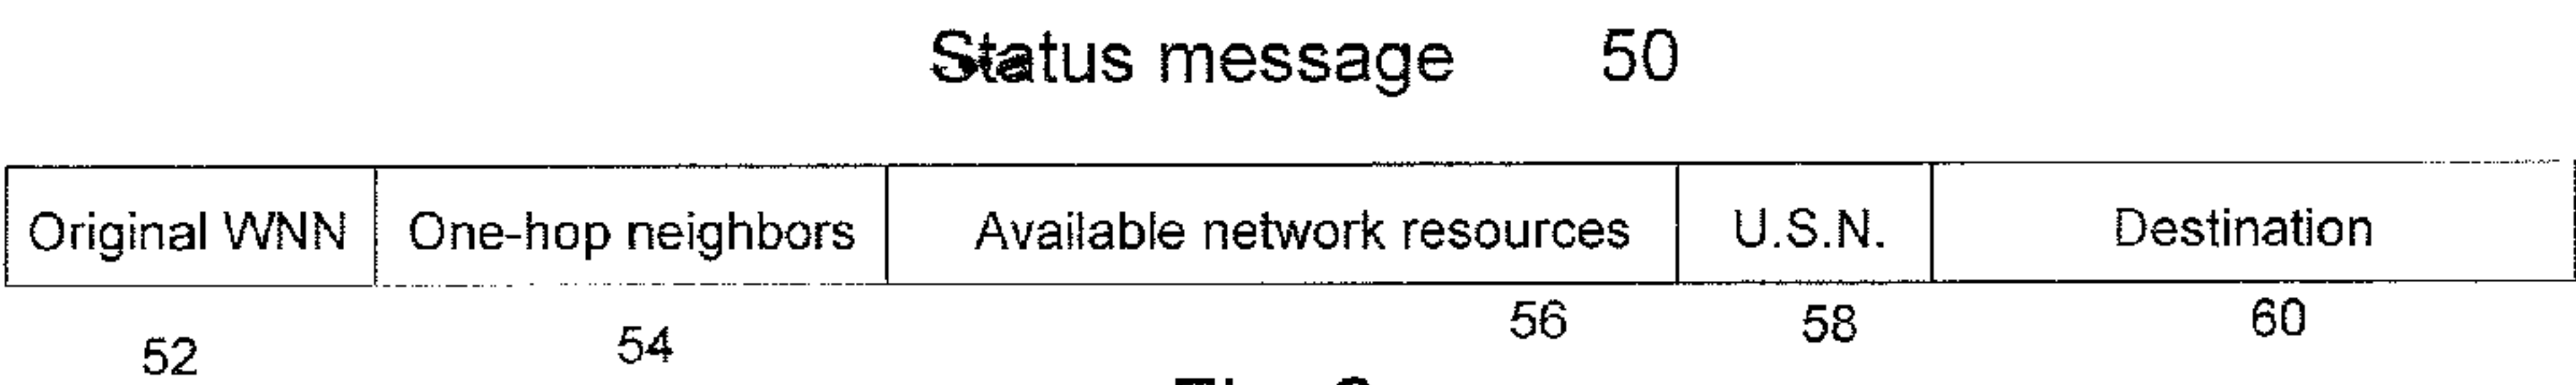 Status message 50
Original WNN One-hop neighbors Available network resources U.S.N. Destination
52 54 56 58 60